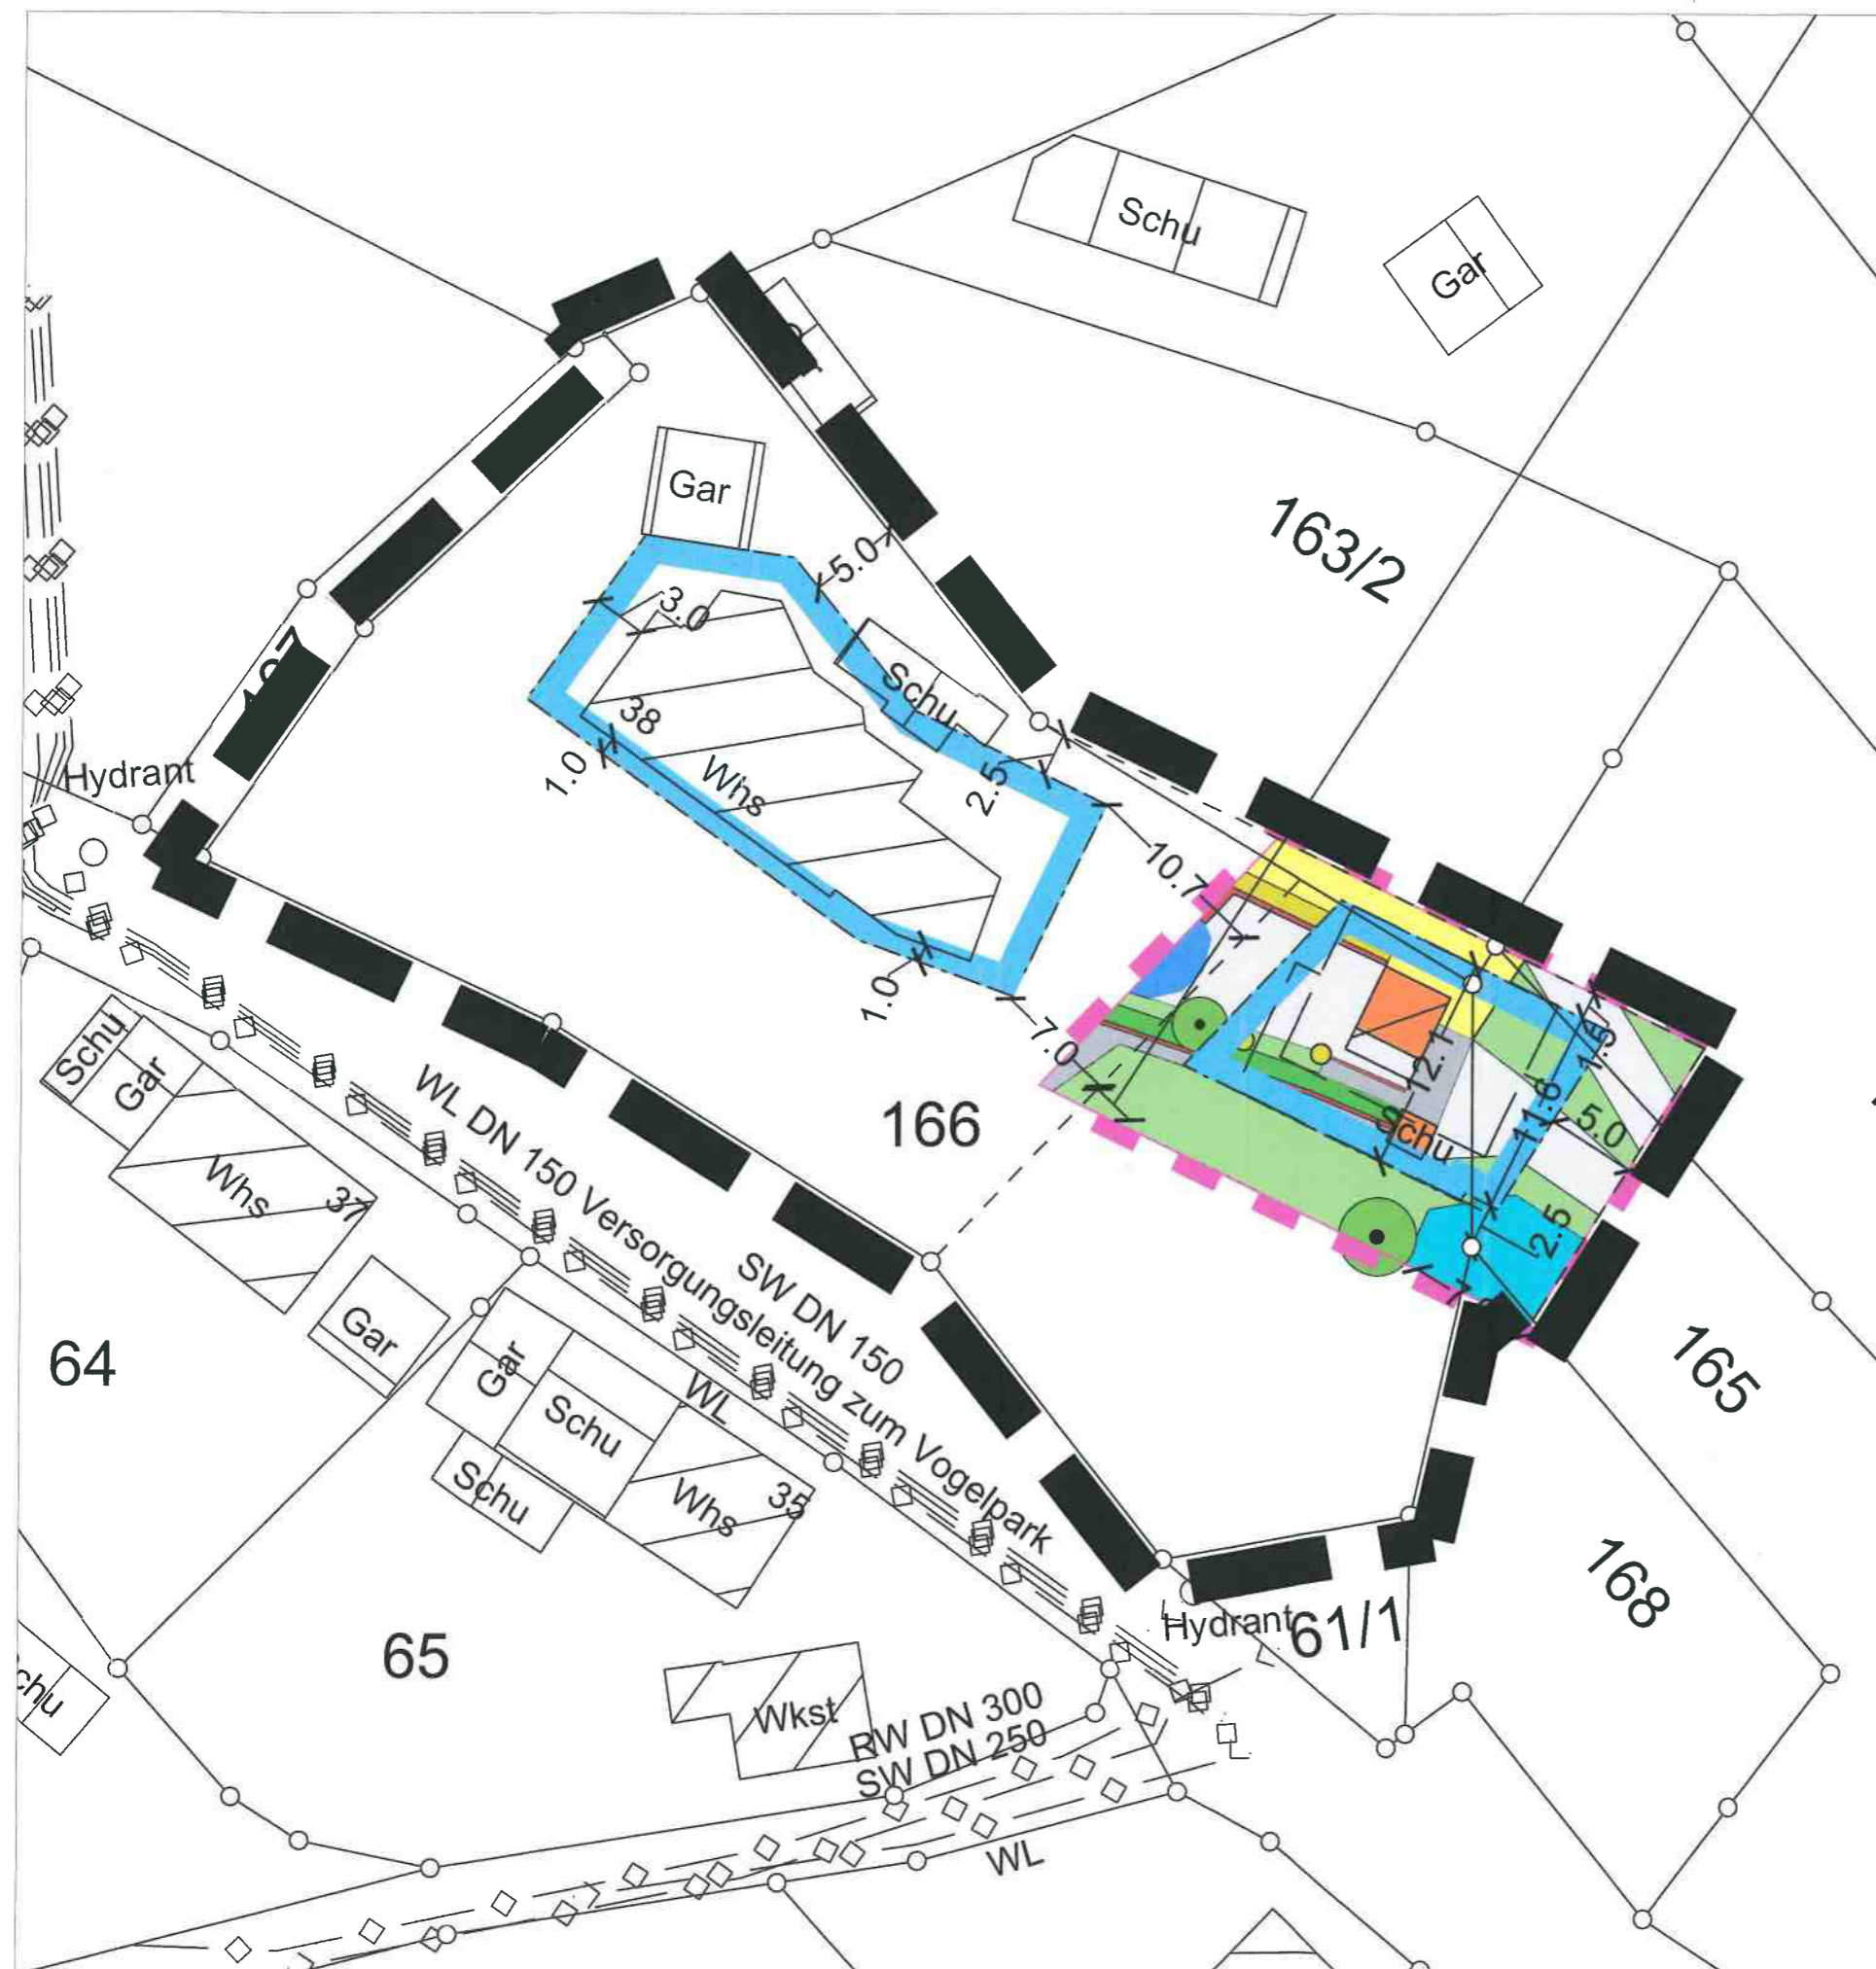 Schu
Gar
163/2
Gar
5.0
3.0
Schu
38
Whs
2.5
1.0
Hydrant
10.7
1.0
7.0
12.1
1.5
11.6
5.0
2.5
166
Schu
Gar
Whs
37
WL DN 150 Versorgungsleitung zum Vogelpark
SW DN 150
Gar
64
Gar
Schu
WL
Schu
Whs
35
165
168
Hydrant
61/1
65
Wkst
RW DN 300
SW DN 250
WL